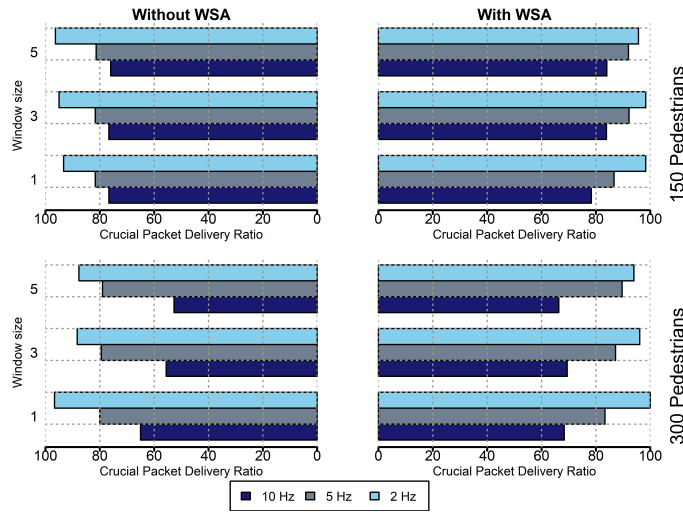 Without WSA
With WSA
Window size
5
3
1
100 80 60 40 20 0
Crucial Packet Delivery Ratio
0 20 40 60 80 100
Crucial Packet Delivery Ratio
150 Pedestrians
Window size
5
3
1
100 80 60 40 20 0
Crucial Packet Delivery Ratio
0 20 40 60 80 100
Crucial Packet Delivery Ratio
300 Pedestrians
10 Hz 5 Hz 2 Hz